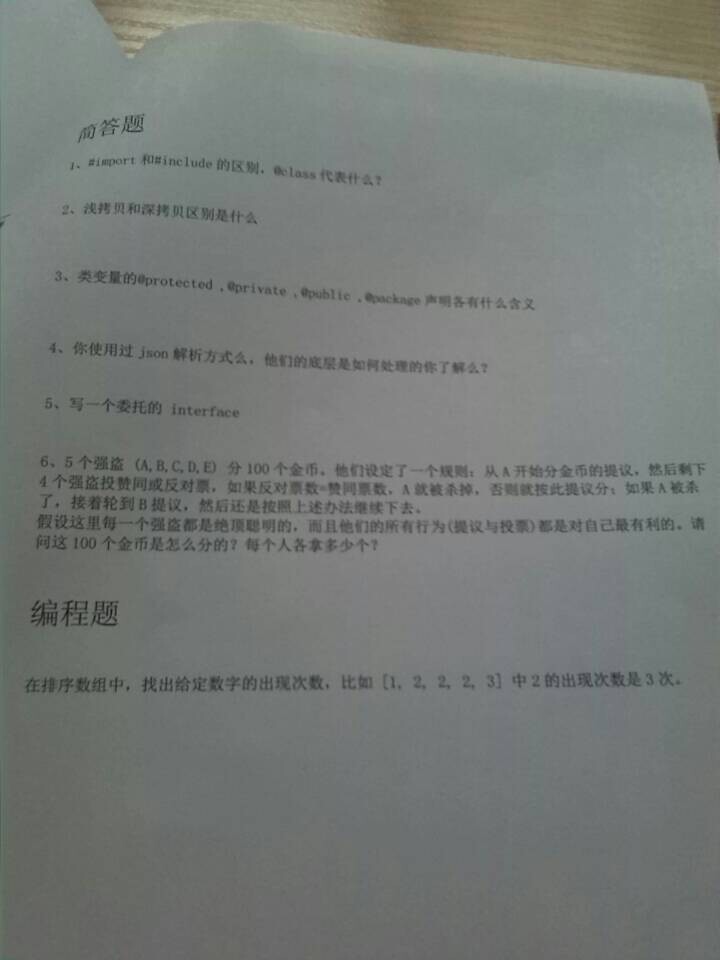 简答题
1、#import 和#include 的区别，@class 代表什么？
2、浅拷贝和深拷贝区别是什么
3、类变量的@protected ,@private ,@public ,@package 声明各有什么含义
4、你使用过 json 解析方式么，他们的底层是如何处理的你了解么？
5、写一个委托的 interface
6、5 个强盗 (A,B,C,D,E) 分 100 个金币。他们设定了一个规则：从 A 开始分金币的提议，然后剩下
4 个强盗投赞同或反对票，如果反对票数=赞同票数，A 就被杀掉，否则就按此提议分；如果 A 被杀
了，接着轮到 B 提议，然后还是按照上述办法继续下去。
假设这里每一个强盗都是绝顶聪明的，而且他们的所有行为(提议与投票)都是对自己最有利的。请
问这 100 个金币是怎么分的？每个人各拿多少个？
编程题
在排序数组中，找出给定数字的出现次数，比如 [1, 2, 2, 2, 3] 中 2 的出现次数是 3 次。